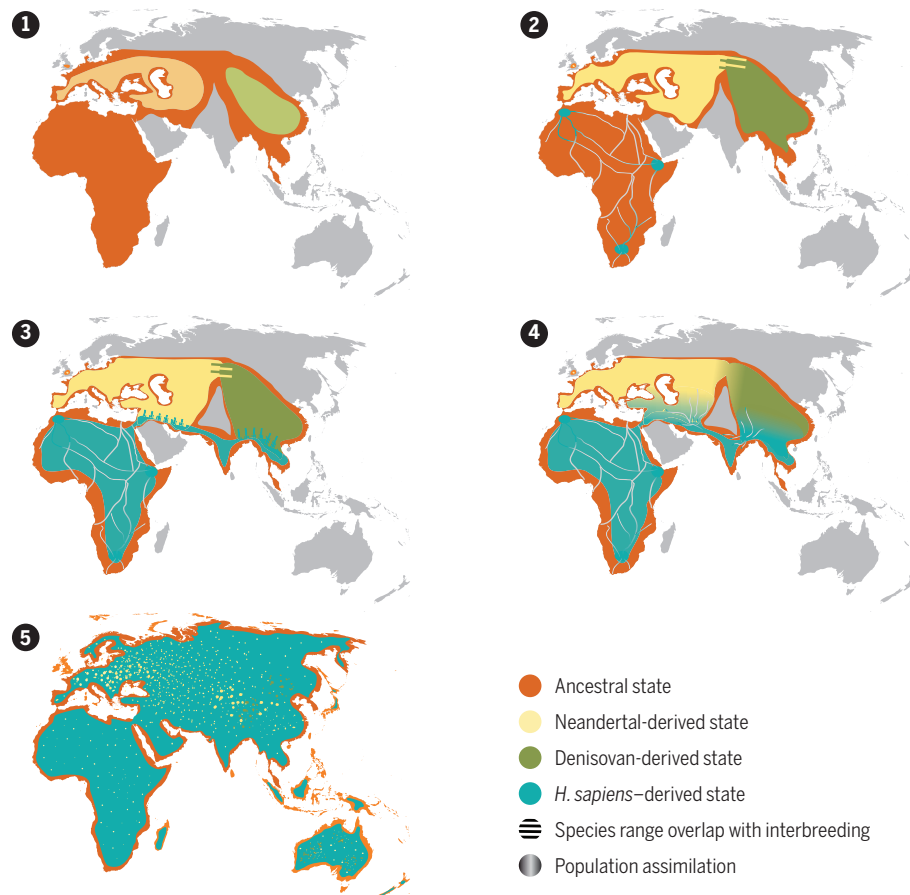 1
2
3
4
5
Ancestral state
Neandertal-derived state
Denisovan-derived state
H. sapiens–derived state
Species range overlap with interbreeding
Population assimilation